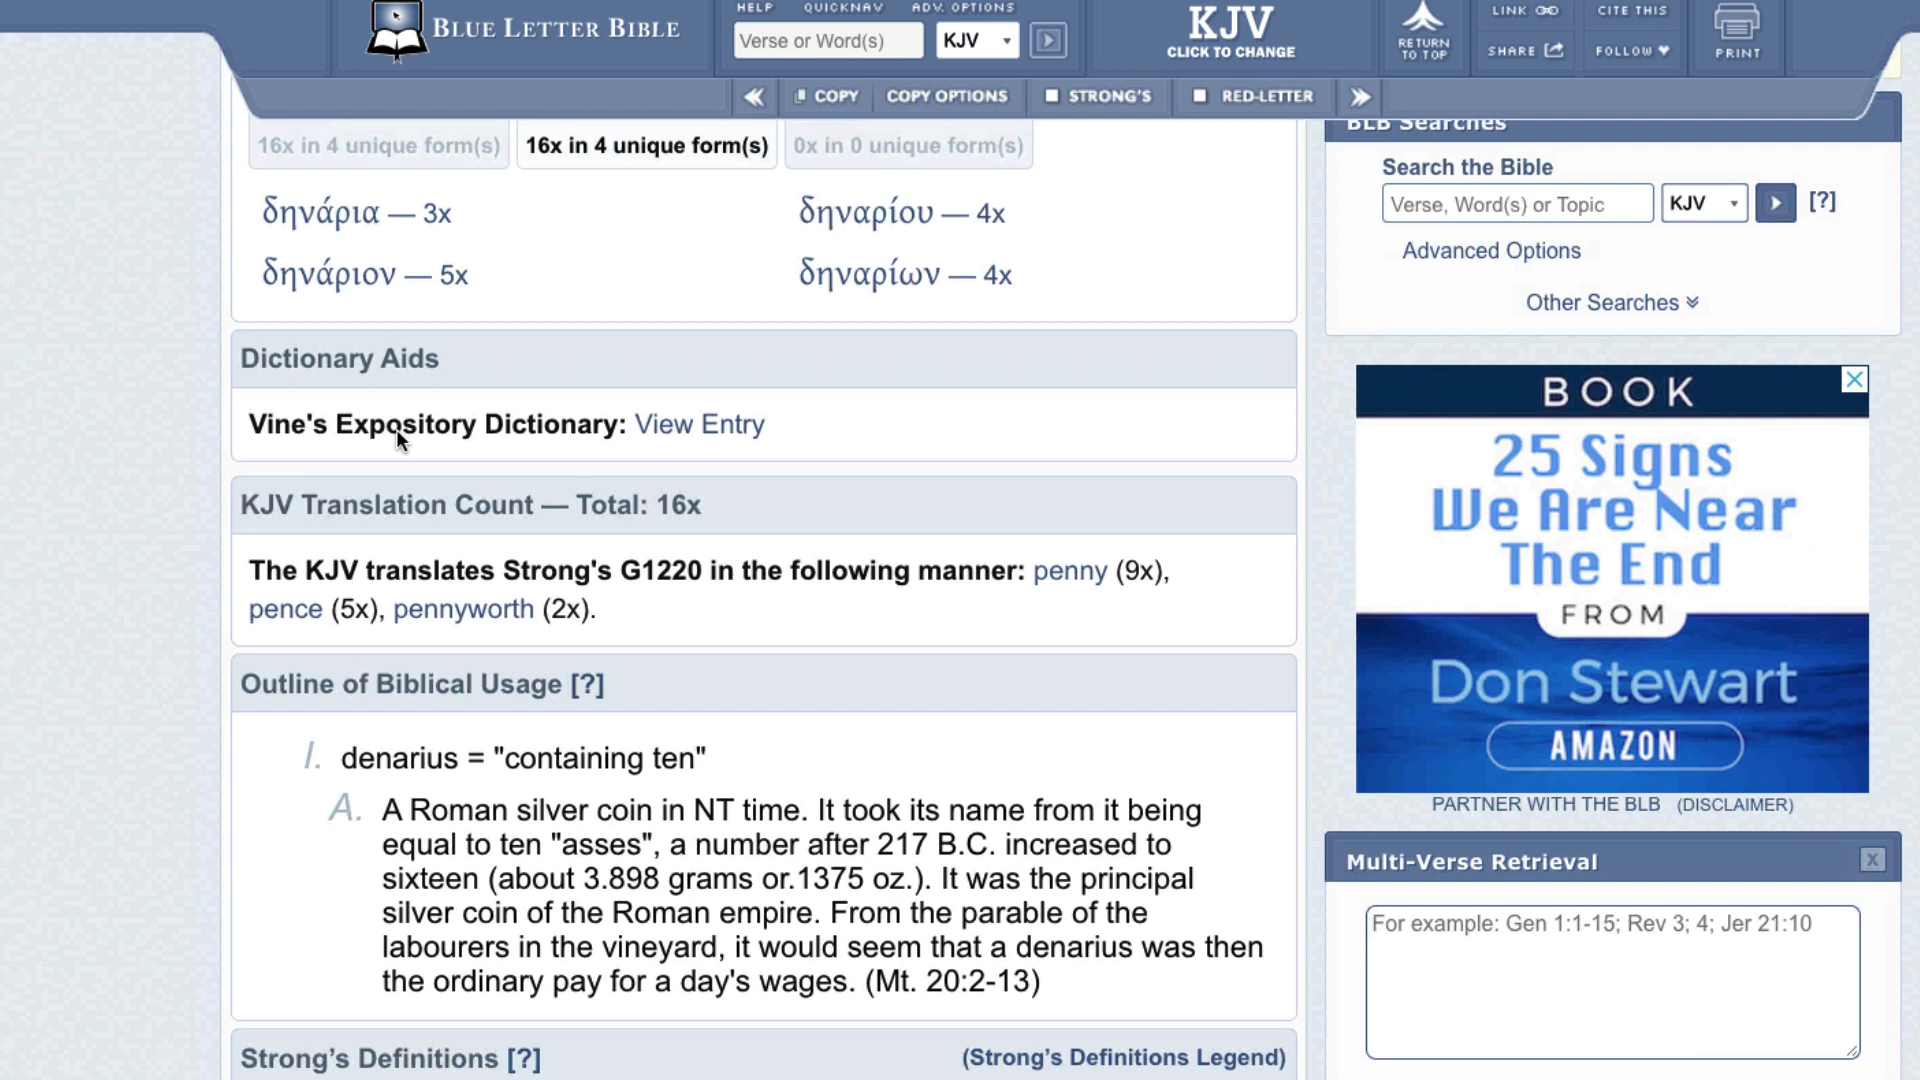 BLUE LETTER BIBLE
HELP QUICKNAV ADV. OPTIONS
Verse or Word(s) KJV
KJV
CLICK TO CHANGE
RETURN
TO TOP
LINK
SHARE
CITE THIS
FOLLOW
PRINT
COPY COPY OPTIONS STRONG'S RED-LETTER
16x in 4 unique form(s) 16x in 4 unique form(s) 0x in 0 unique form(s)
δηνάρια — 3x δηναρίου — 4x
δηνάριον — 5x δηναρίων — 4x
Dictionary Aids
Vine's Expository Dictionary: View Entry
KJV Translation Count — Total: 16x
The KJV translates Strong's G1220 in the following manner: penny (9x),
pence (5x), pennyworth (2x).
Outline of Biblical Usage [?]
I. denarius = "containing ten"
A. A Roman silver coin in NT time. It took its name from it being
equal to ten "asses", a number after 217 B.C. increased to
sixteen (about 3.898 grams or.1375 oz.). It was the principal
silver coin of the Roman empire. From the parable of the
labourers in the vineyard, it would seem that a denarius was then
the ordinary pay for a day's wages. (Mt. 20:2-13)
Strong’s Definitions [?] (Strong’s Definitions Legend)
BLB Searches
Search the Bible
Verse, Word(s) or Topic KJV [?]
Advanced Options
Other Searches
BOOK
25 Signs
We Are Near
The End
FROM
Don Stewart
AMAZON
PARTNER WITH THE BLB (DISCLAIMER)
Multi-Verse Retrieval X
For example: Gen 1:1-15; Rev 3; 4; Jer 21:10